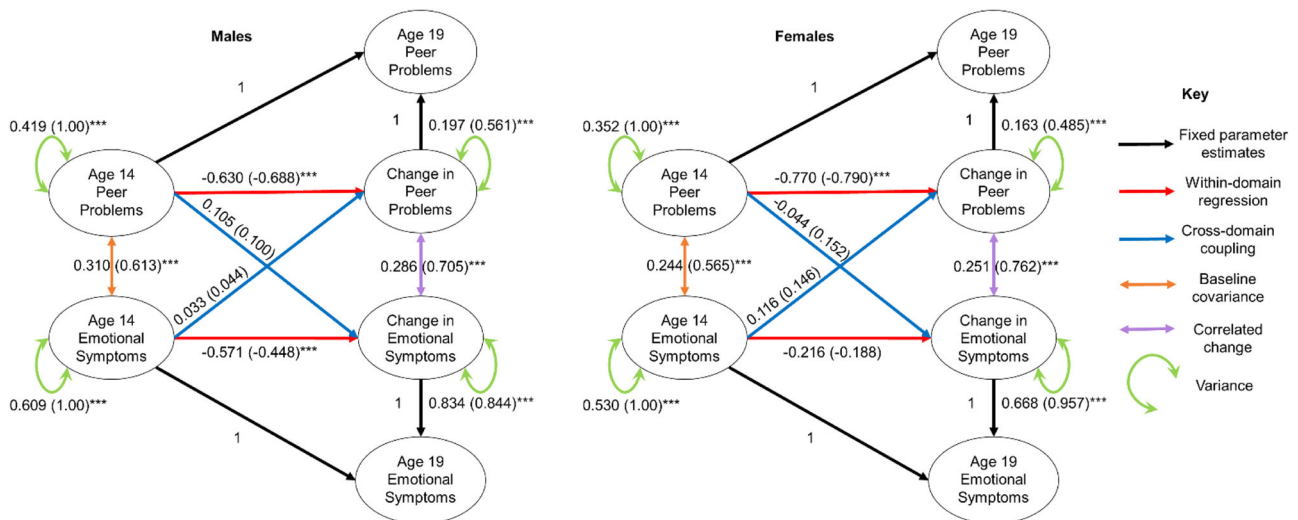 Males
Age 19
Peer
Problems
1
1
0.419 (1.00)***
0.197 (0.561)***
Age 14
Peer
Problems
-0.630 (-0.688)***
Change in
Peer
Problems
0.105 (0.100)
0.310 (0.613)***
0.286 (0.705)***
0.033 (0.044)
Age 14
Emotional
Symptoms
-0.571 (-0.448)***
Change in
Emotional
Symptoms
0.609 (1.00)***
1
0.834 (0.844)***
1
Age 19
Emotional
Symptoms
Females
Age 19
Peer
Problems
1
1
0.352 (1.00)***
0.163 (0.485)***
Age 14
Peer
Problems
-0.770 (-0.790)***
Change in
Peer
Problems
-0.044 (0.152)
0.244 (0.565)***
0.251 (0.762)***
0.116 (0.146)
Age 14
Emotional
Symptoms
-0.216 (-0.188)
Change in
Emotional
Symptoms
0.530 (1.00)***
1
0.668 (0.957)***
1
Age 19
Emotional
Symptoms
Key
Fixed parameter
estimates
Within-domain
regression
Cross-domain
coupling
Baseline
covariance
Correlated
change
Variance